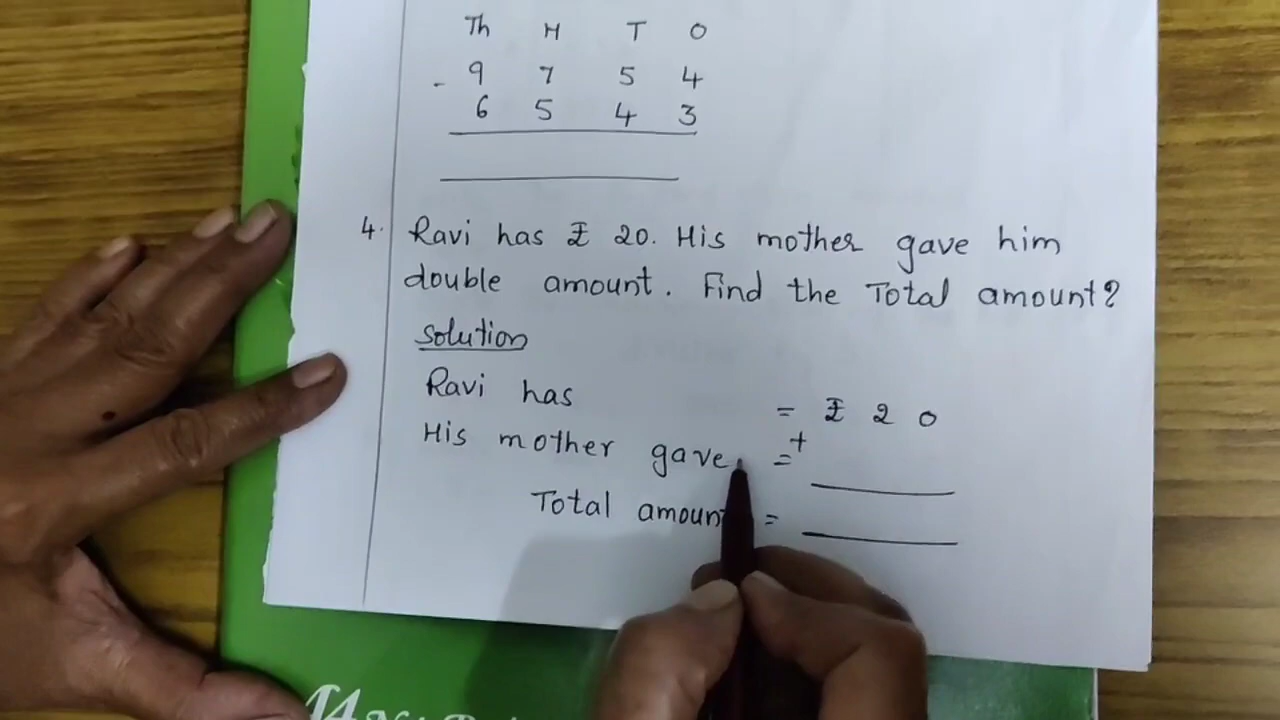 Th H T O
- 9 7 5 4
6 5 4 3
4. Ravi has ₹ 20. His mother gave him
double amount. Find the Total amount?
Solution
Ravi has = ₹ 2 0
His mother gave = +
Total amount =